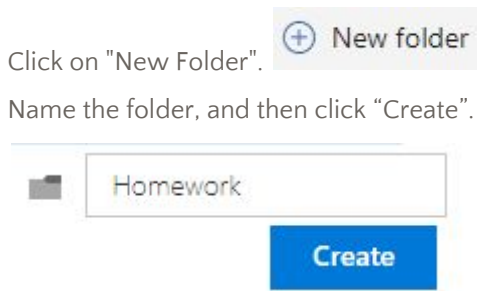 Click on "New Folder". New folder
Name the folder, and then click “Create”.
Homework
Create